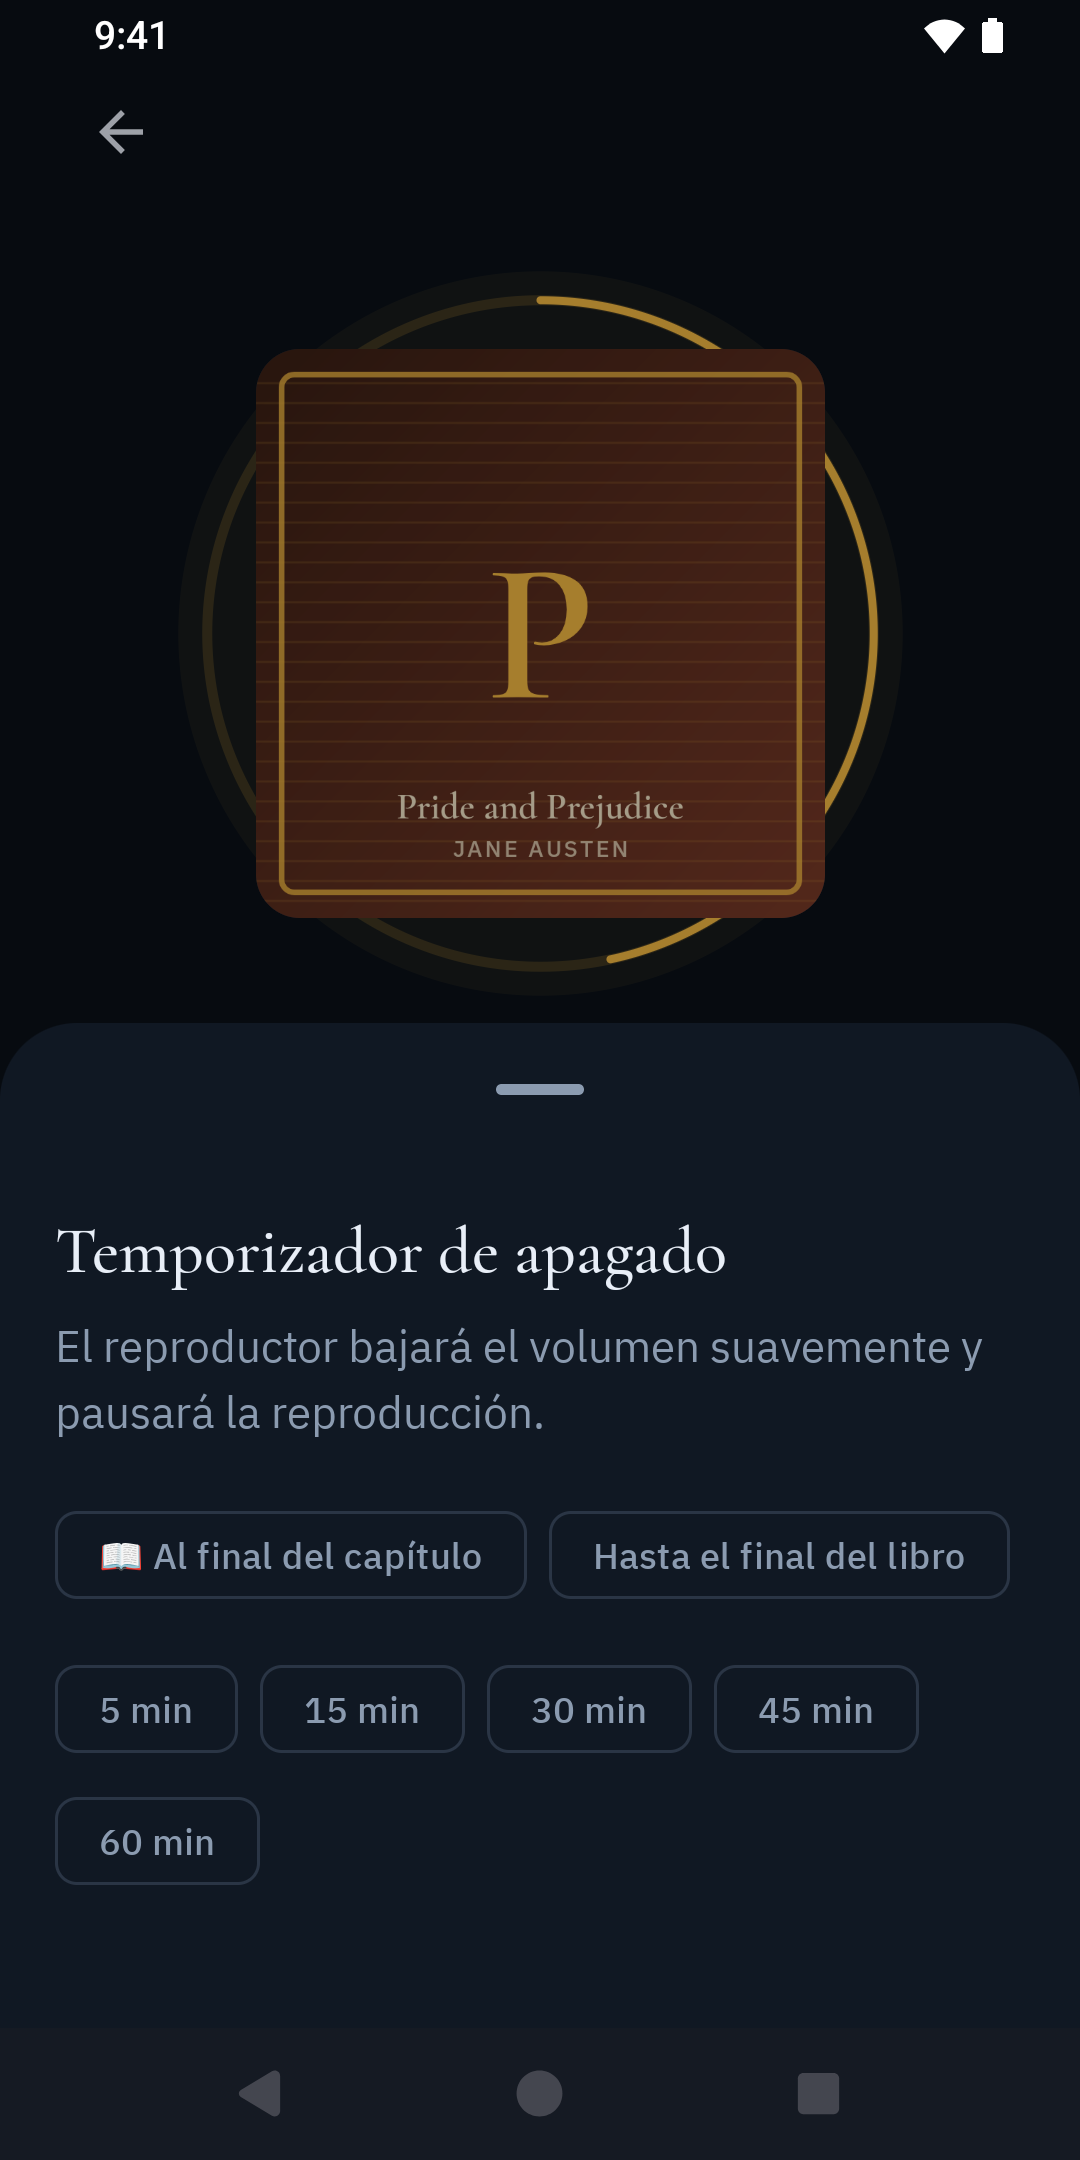 9:41
P
Pride and Prejudice
JANE AUSTEN
Temporizador de apagado
El reproductor bajará el volumen suavemente y
pausará la reproducción.
📖 Al final del capítulo
Hasta el final del libro
5 min
15 min
30 min
45 min
60 min